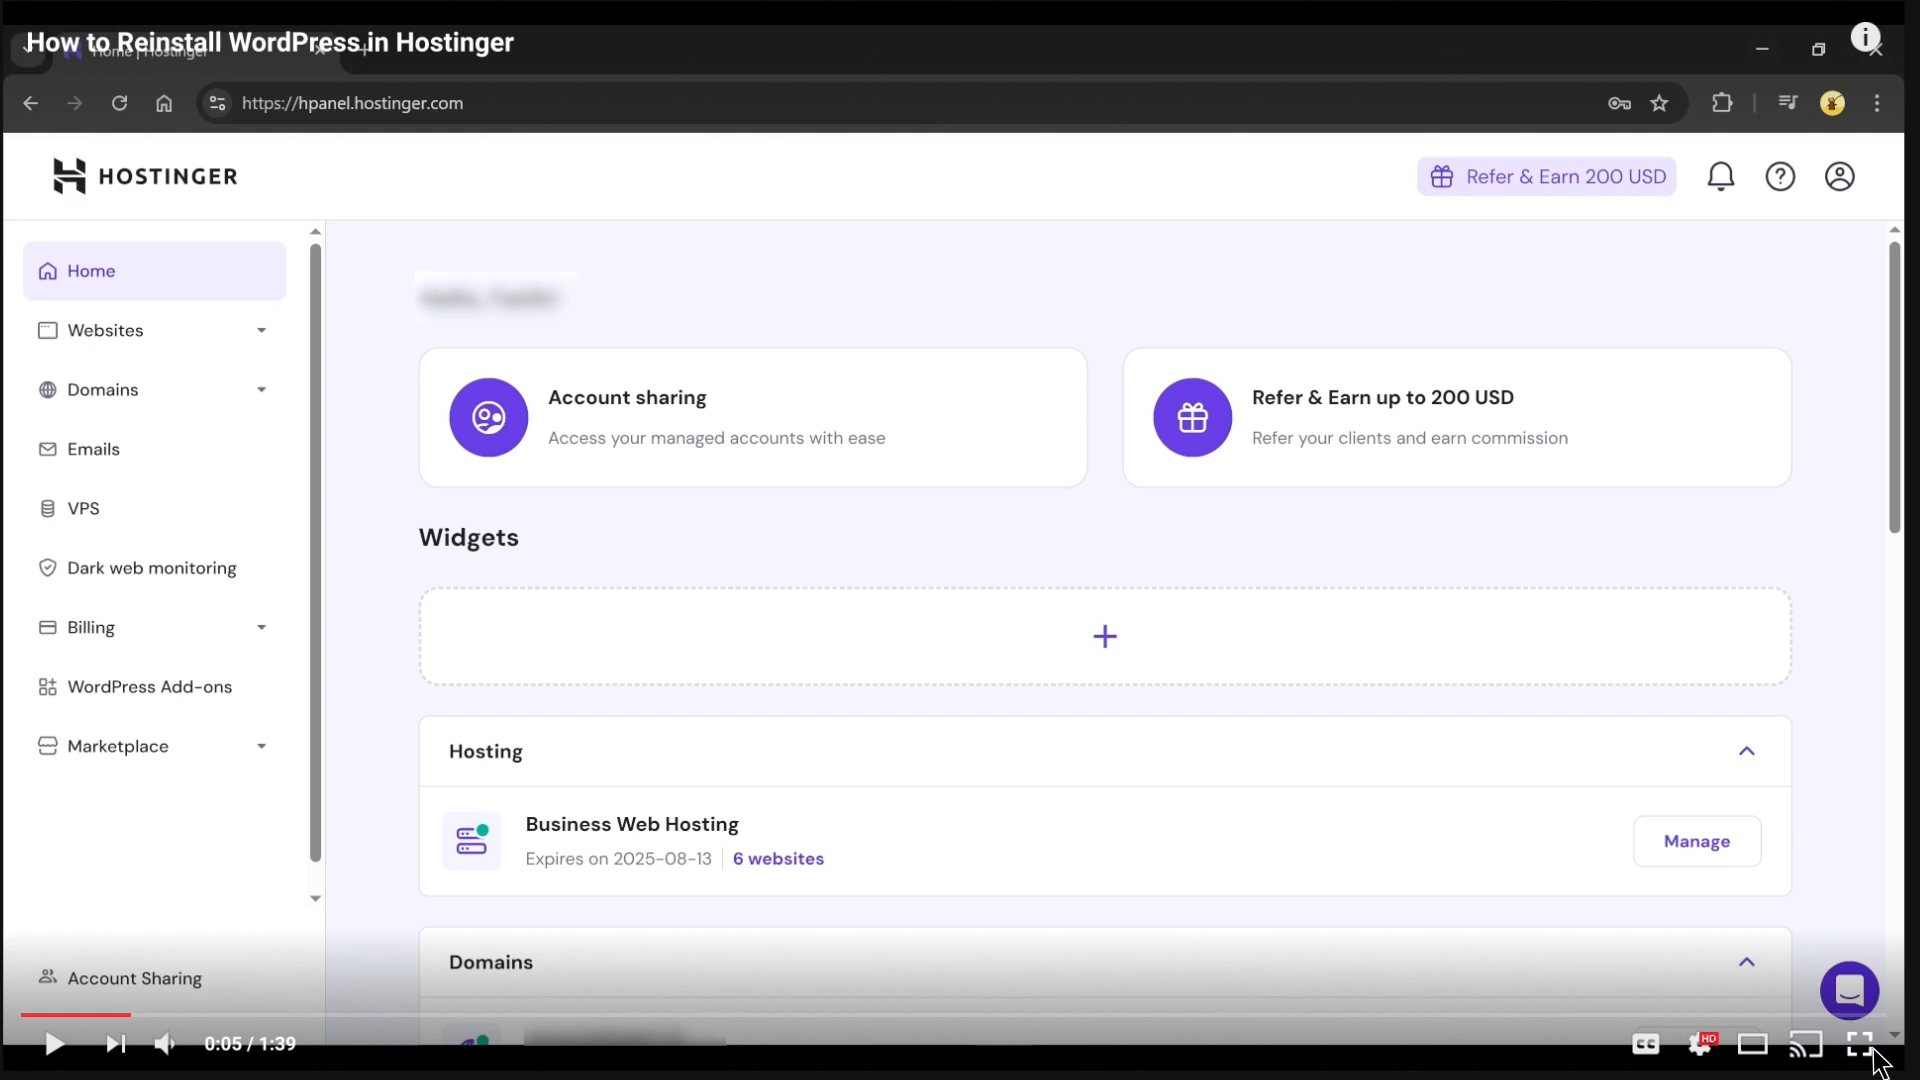 How to Reinstall WordPress in Hostinger
Home | Hostinger
https://hpanel.hostinger.com
HOSTINGER
Refer & Earn 200 USD
Home
Websites
Domains
Emails
VPS
Dark web monitoring
Billing
WordPress Add-ons
Marketplace
Account Sharing
Account sharing
Access your managed accounts with ease
Refer & Earn up to 200 USD
Refer your clients and earn commission
Widgets
Hosting
Business Web Hosting
Expires on 2025-08-13
6 websites
Manage
Domains
0:05 / 1:39
CC
HD